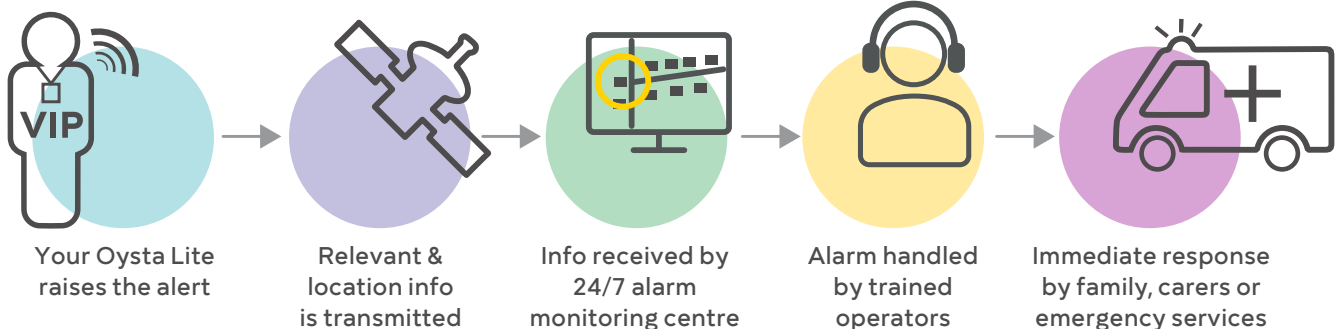 VIP
Your Oysta Lite
raises the alert
Relevant &
location info
is transmitted
Info received by
24/7 alarm
monitoring centre
Alarm handled
by trained
operators
Immediate response
by family, carers or
emergency services